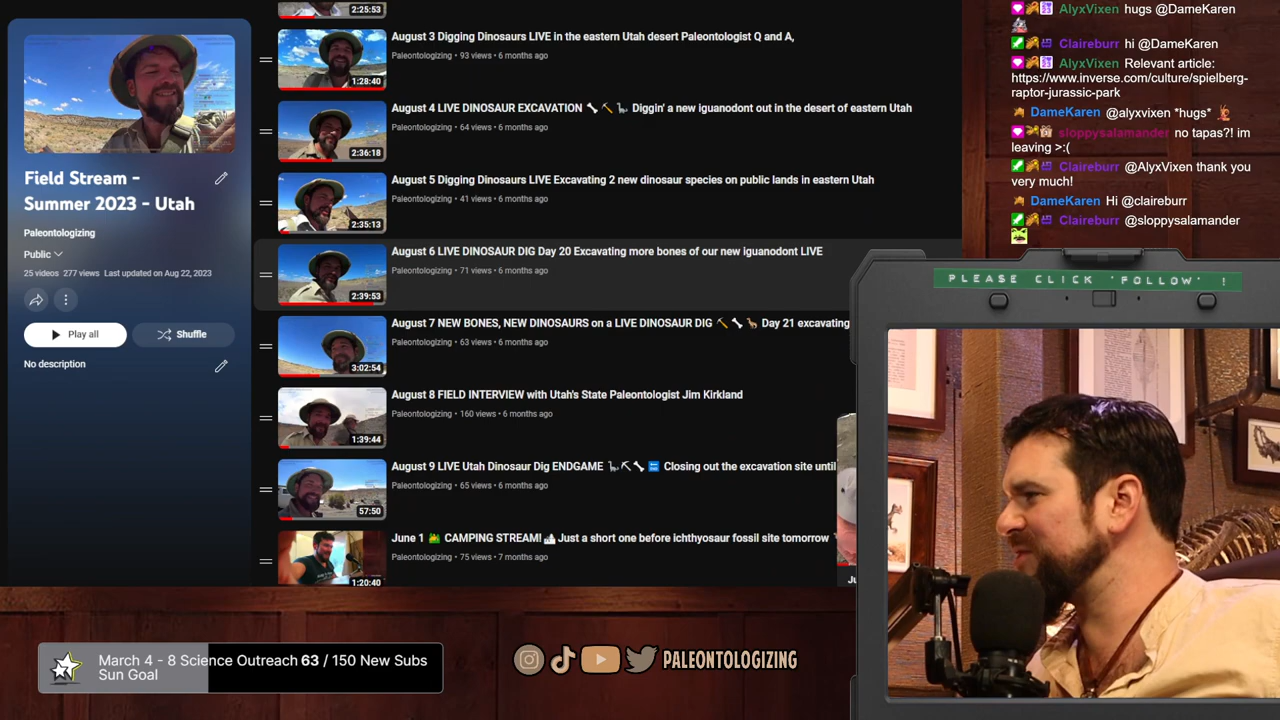 2:25:53
August 3 Digging Dinosaurs LIVE in the eastern Utah desert Paleontologist Q and A,
Paleontologizing • 93 views • 6 months ago
1:28:40
August 4 LIVE DINOSAUR EXCAVATION 🦴 ⛏️ 🦕 Diggin' a new iguanodont out in the desert of eastern Utah
Paleontologizing • 64 views • 6 months ago
2:36:18
August 5 Digging Dinosaurs LIVE Excavating 2 new dinosaur species on public lands in eastern Utah
Paleontologizing • 41 views • 6 months ago
2:35:13
August 6 LIVE DINOSAUR DIG Day 20 Excavating more bones of our new iguanodont LIVE
Paleontologizing • 71 views • 6 months ago
2:39:53
August 7 NEW BONES, NEW DINOSAURS on a LIVE DINOSAUR DIG ⛏️ 🦴 🦕 Day 21 excavating
Paleontologizing • 63 views • 6 months ago
3:02:54
August 8 FIELD INTERVIEW with Utah's State Paleontologist Jim Kirkland
Paleontologizing • 160 views • 6 months ago
1:39:44
August 9 LIVE Utah Dinosaur Dig ENDGAME 🦕⛏️🦴 🔚 Closing out the excavation site until
Paleontologizing • 65 views • 6 months ago
57:50
June 1 🏕️ CAMPING STREAM! 🏕️ Just a short one before ichthyosaur fossil site tomorrow
Paleontologizing • 75 views • 7 months ago
1:20:40
Field Stream -
Summer 2023 - Utah
Paleontologizing
Public
25 videos 277 views Last updated on Aug 22, 2023
Play all
Shuffle
No description
AlyxVixen hugs @DameKaren
Claireburr hi @DameKaren
AlyxVixen Relevant article:
https://www.inverse.com/culture/spielberg-
raptor-jurassic-park
DameKaren @alyxvixen *hugs*
sloppysalamander no tapas?! im
leaving >:(
Claireburr @AlyxVixen thank you
very much!
DameKaren Hi @claireburr
Claireburr @sloppysalamander
PLEASE CLICK 'FOLLOW' !
Ju
March 4 - 8 Science Outreach 63 / 150 New Subs
Sun Goal
PALEONTOLOGIZING